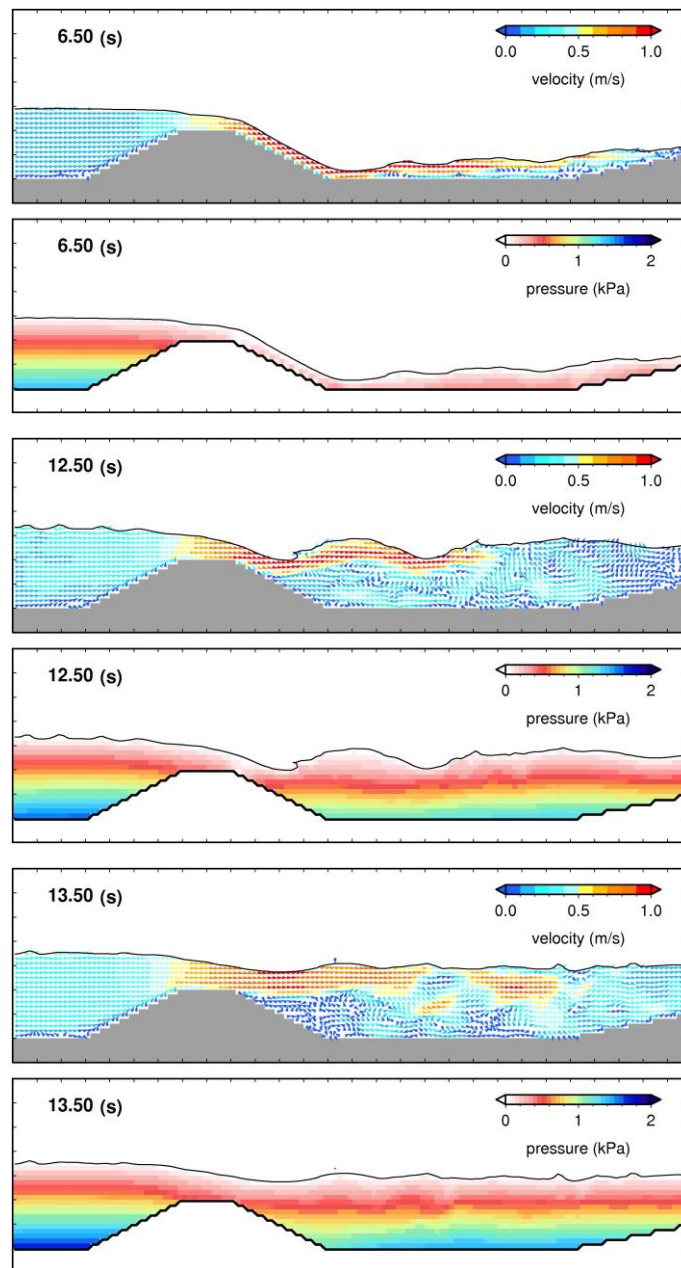 6.50 (s)
0.0 0.5 1.0
velocity (m/s)
6.50 (s)
0 1 2
pressure (kPa)
12.50 (s)
0.0 0.5 1.0
velocity (m/s)
12.50 (s)
0 1 2
pressure (kPa)
13.50 (s)
0.0 0.5 1.0
velocity (m/s)
13.50 (s)
0 1 2
pressure (kPa)